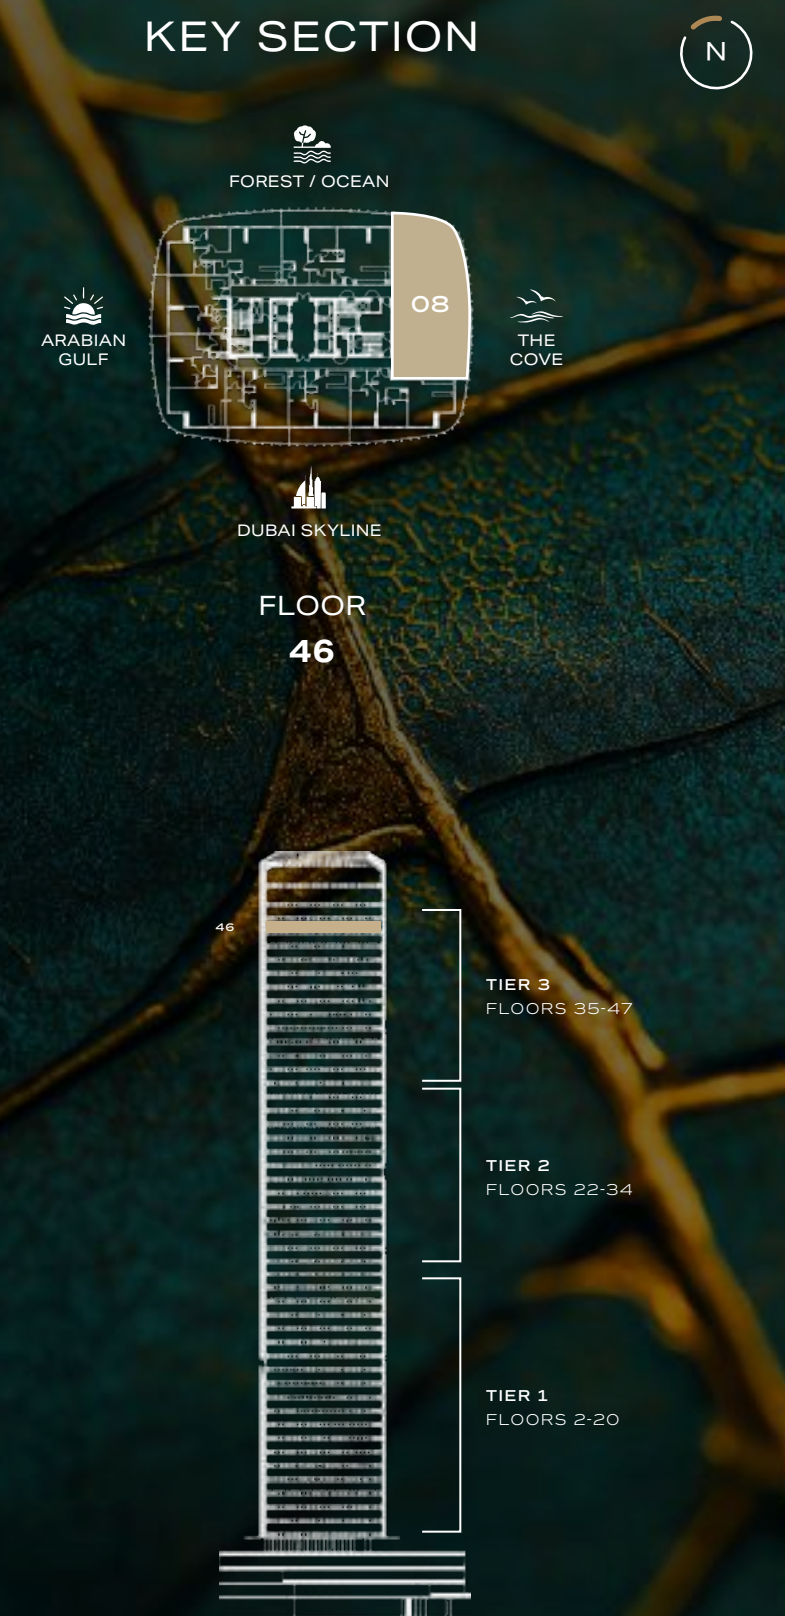 KEY SECTION
N
FOREST / OCEAN
08
ARABIAN
GULF
THE
COVE
DUBAI SKYLINE
FLOOR
46
46
TIER 3
FLOORS 35-47
TIER 2
FLOORS 22-34
TIER 1
FLOORS 2-20